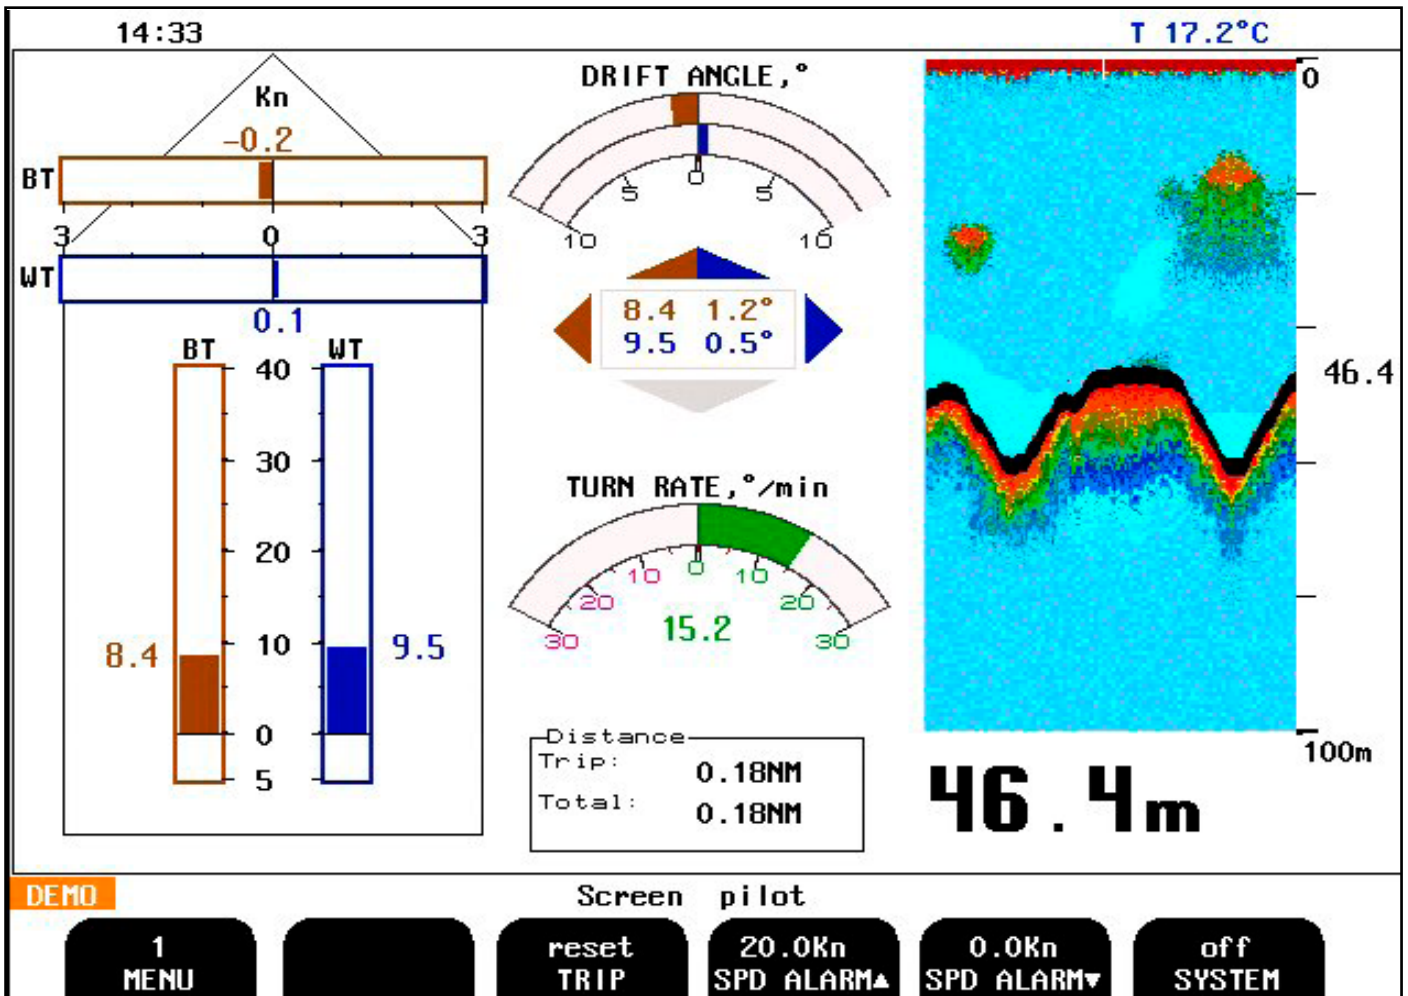 14:33
T 17.2°C
Kn
-0.2
BT
3 0 3
WT
0.1
BT WT
40
30
20
10
0
5
8.4
9.5
DRIFT ANGLE,°
10 5 0 5 10
8.4 1.2°
9.5 0.5°
TURN RATE,°/min
30 20 10 0 10 20 30
15.2
Distance
Trip: 0.18NM
Total: 0.18NM
0
46.4
100m
46.4m
DEMO
Screen pilot
1
MENU
reset
TRIP
20.0Kn
SPD ALARM▲
0.0Kn
SPD ALARM▼
off
SYSTEM